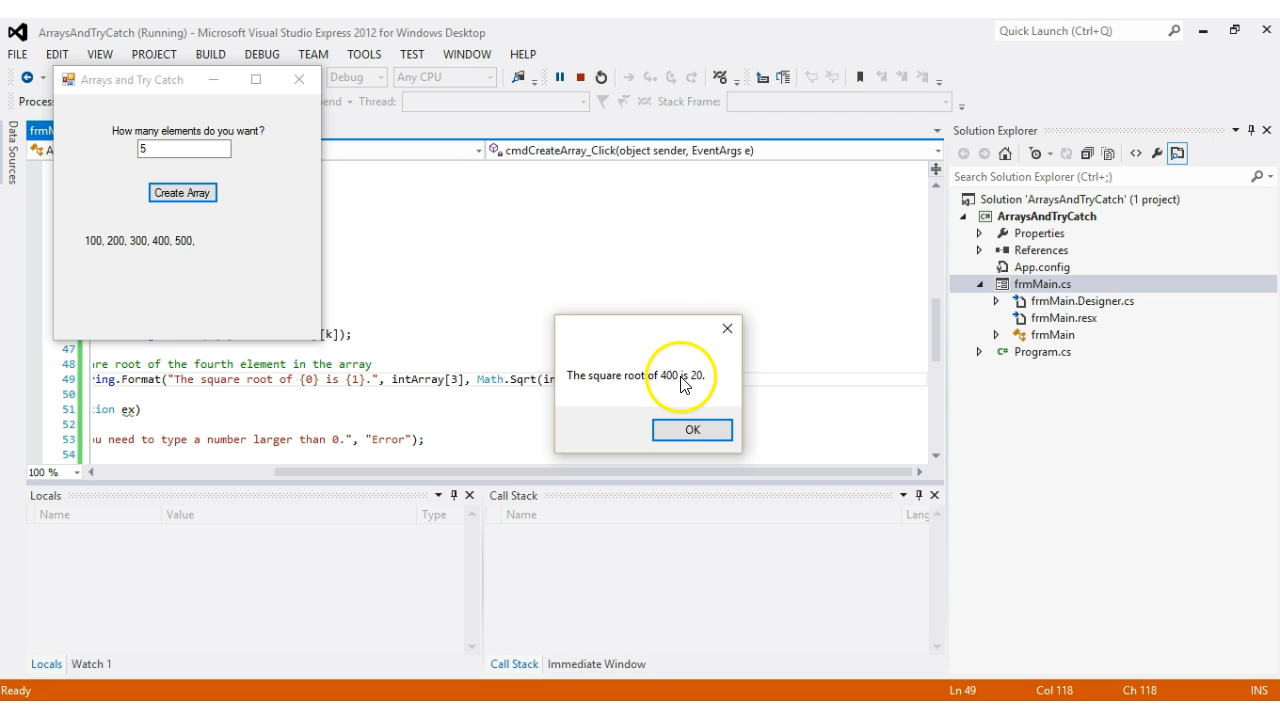 ArraysAndTryCatch (Running) - Microsoft Visual Studio Express 2012 for Windows Desktop
Quick Launch (Ctrl+Q)
FILE EDIT VIEW PROJECT BUILD DEBUG TEAM TOOLS TEST WINDOW HELP
Arrays and Try Catch
Debug Any CPU
Thread: Stack Frame:
How many elements do you want?
5
Create Array
100, 200, 300, 400, 500,
Data Sources
cmdCreateArray_Click(object sender, EventArgs e)
[k]);
47
48 re root of the fourth element in the array
49 ing.Format("The square root of {0} is {1}.", intArray[3], Math.Sqrt(in
50
51 ion ex)
52
53 u need to type a number larger than 0.", "Error");
54
100 %
The square root of 400 is 20.
OK
Solution Explorer
Search Solution Explorer (Ctrl+;)
Solution 'ArraysAndTryCatch' (1 project)
ArraysAndTryCatch
Properties
References
App.config
frmMain.cs
frmMain.Designer.cs
frmMain.resx
frmMain
Program.cs
Locals
Name Value Type
Call Stack
Name Lang
Locals Watch 1
Call Stack Immediate Window
Ready Ln 49 Col 118 Ch 118 INS